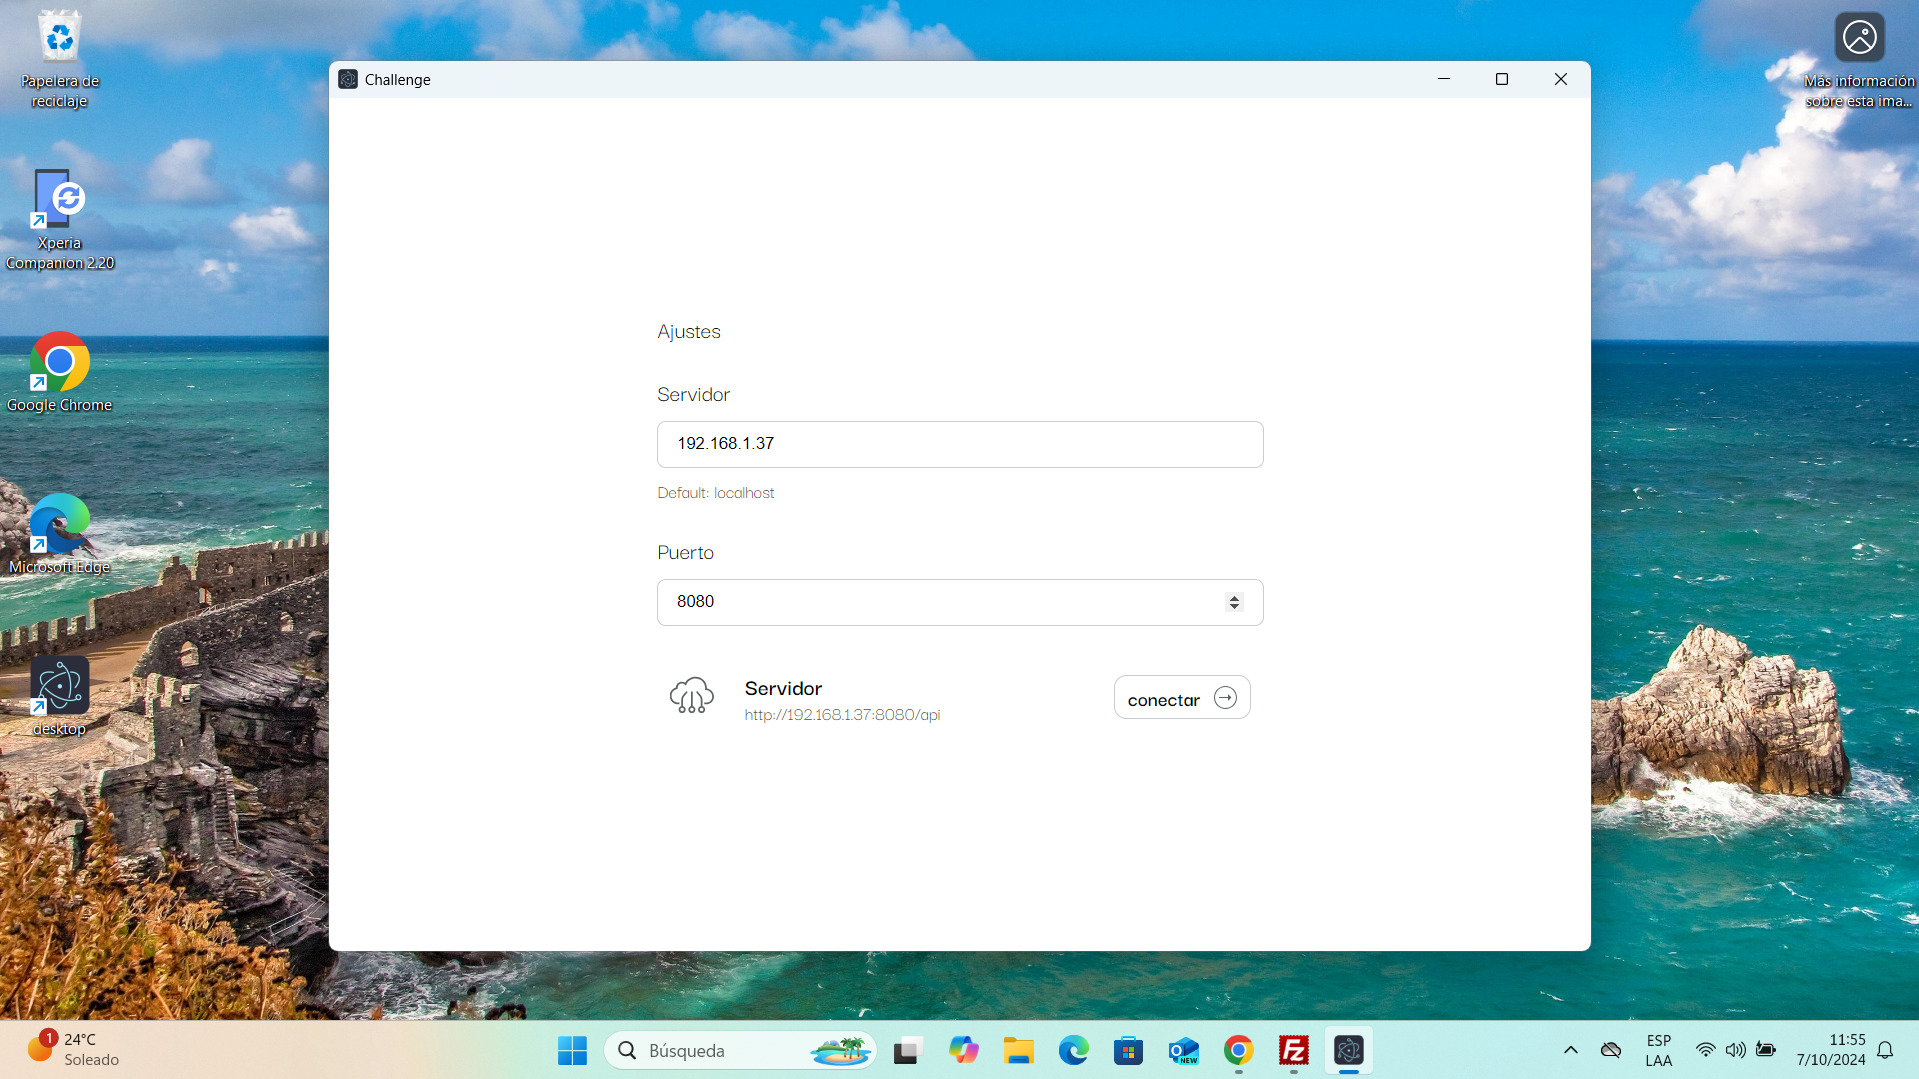 Papelera de
reciclaje
Xperia
Companion 2.20
Google Chrome
Microsoft Edge
desktop
Más información
sobre esta ima...
Challenge
Ajustes
Servidor
192.168.1.37
Default: localhost
Puerto
8080
Servidor
http://192.168.1.37:8080/api
conectar
1
24°C
Soleado
Búsqueda
NEW
ESP
LAA
11:55
7/10/2024